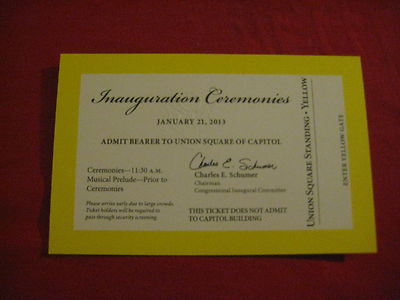 Inauguration Ceremonies
JANUARY 21, 2013
ADMIT BEARER TO UNION SQUARE OF CAPITOL
Ceremonies—11:30 A.M.
Musical Prelude—Prior to
Ceremonies
Please arrive early due to large crowds.
Ticket holders will be required to
pass through security screening.
Charles E. Schumer
Charles E. Schumer
Chairman
Congressional Inaugural Committee
THIS TICKET DOES NOT ADMIT
TO CAPITOL BUILDING
UNION SQUARE STANDING • YELLOW
ENTER YELLOW GATE